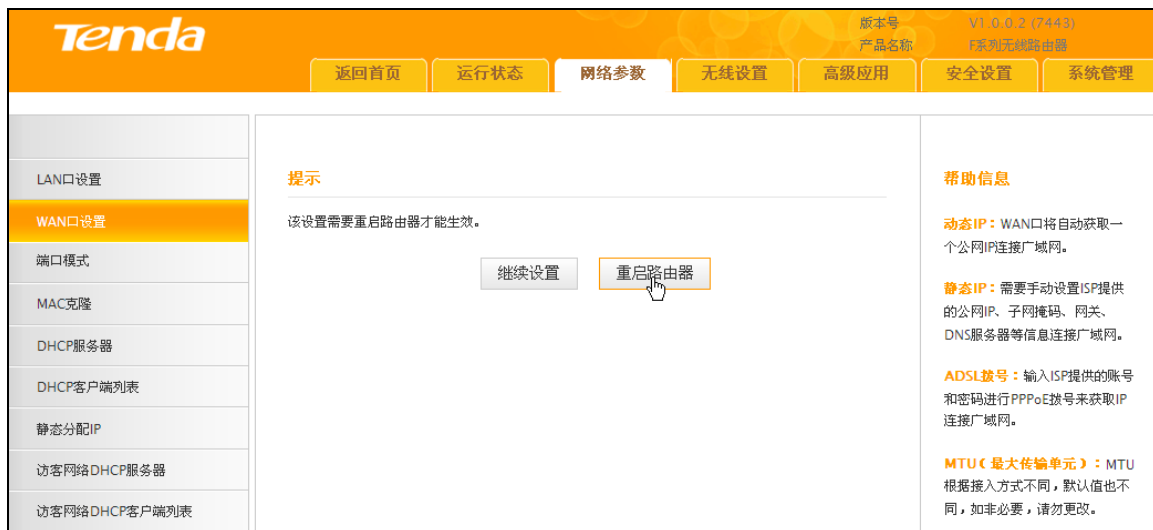 Tenda
版本号 V1.0.0.2 (7443)
产品名称 F系列无线路由器
返回首页 运行状态 网络参数 无线设置 高级应用 安全设置 系统管理
LAN口设置
WAN口设置
端口模式
MAC克隆
DHCP服务器
DHCP客户端列表
静态分配IP
访客网络DHCP服务器
访客网络DHCP客户端列表
提示
该设置需要重启路由器才能生效。
继续设置 重启路由器
帮助信息
动态IP：WAN口将自动获取一
个公网IP连接广域网。
静态IP：需要手动设置ISP提供
的公网IP、子网掩码、网关、
DNS服务器等信息连接广域网。
ADSL拨号：输入ISP提供的账号
和密码进行PPPoE拨号来获取IP
连接广域网。
MTU（最大传输单元）：MTU
根据接入方式不同，默认值也不
同，如非必要，请勿更改。